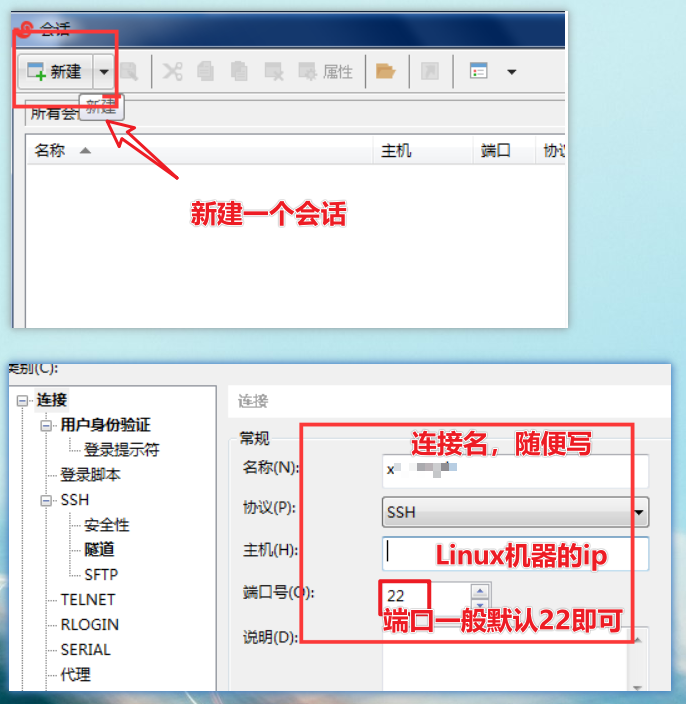 会话
新建
属性
新建
所有会
名称
主机
端口
协议
新建一个会话
类别(C):
连接
用户身份验证
登录提示符
登录脚本
SSH
安全性
隧道
SFTP
TELNET
RLOGIN
SERIAL
代理
连接
常规
连接名，随便写
名称(N):
x
协议(P):
SSH
主机(H):
Linux机器的ip
端口号(O):
22
端口一般默认22即可
说明(D):